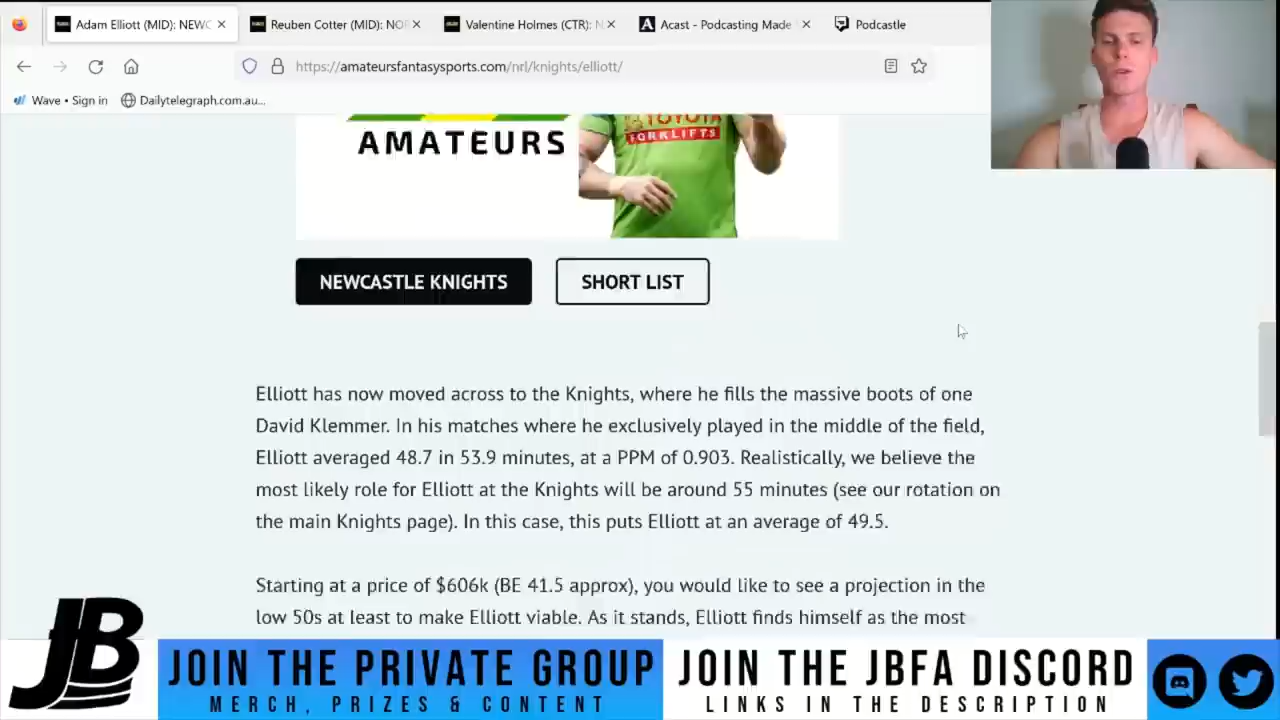 Adam Elliott (MID): NEWC
Reuben Cotter (MID): NOR
Valentine Holmes (CTR): N
Acast - Podcasting Made
Podcastle
https://amateursfantasysports.com/nrl/knights/elliott/
Wave • Sign in
Dailytelegraph.com.au...
AMATEURS
TOYOTA
FORKLIFTS
NEWCASTLE KNIGHTS
SHORT LIST
Elliott has now moved across to the Knights, where he fills the massive boots of one
David Klemmer. In his matches where he exclusively played in the middle of the field,
Elliott averaged 48.7 in 53.9 minutes, at a PPM of 0.903. Realistically, we believe the
most likely role for Elliott at the Knights will be around 55 minutes (see our rotation on
the main Knights page). In this case, this puts Elliott at an average of 49.5.
Starting at a price of $606k (BE 41.5 approx), you would like to see a projection in the
low 50s at least to make Elliott viable. As it stands, Elliott finds himself as the most
JB
JOIN THE PRIVATE GROUP
MERCH, PRIZES & CONTENT
JOIN THE JBFA DISCORD
LINKS IN THE DESCRIPTION